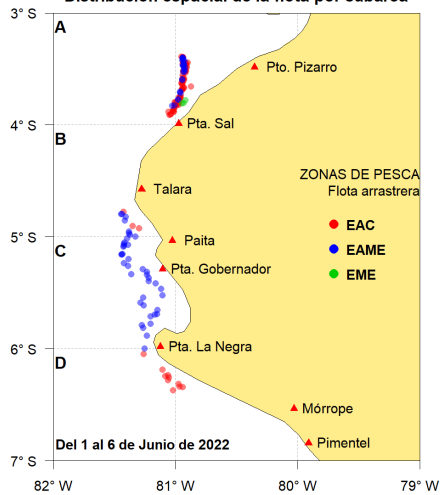 Distribución espacial de la flota por subárea
3° S
A
Pto. Pizarro
4° S
Pta. Sal
B
ZONAS DE PESCA
Flota arrastrera
Talara
EAC
5° S
Paita
C
EAME
Pta. Gobernador
EME
6° S
Pta. La Negra
D
Mórrope
Del 1 al 6 de Junio de 2022
Pimentel
7° S
82° W
81° W
80° W
79° W